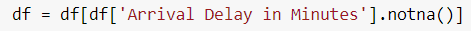 df = df[df['Arrival Delay in Minutes'].notna()]